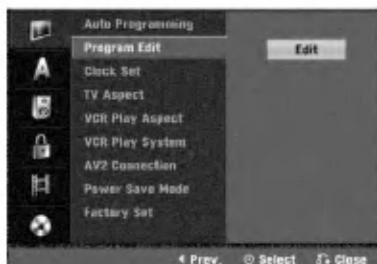 Auto Programming
Program Edit
Edit
Clock Set
TV Aspect
VCR Play Aspect
VCR Play System
AV2 Connection
Power Save Mode
Factory Set
A
Prev. Select Close